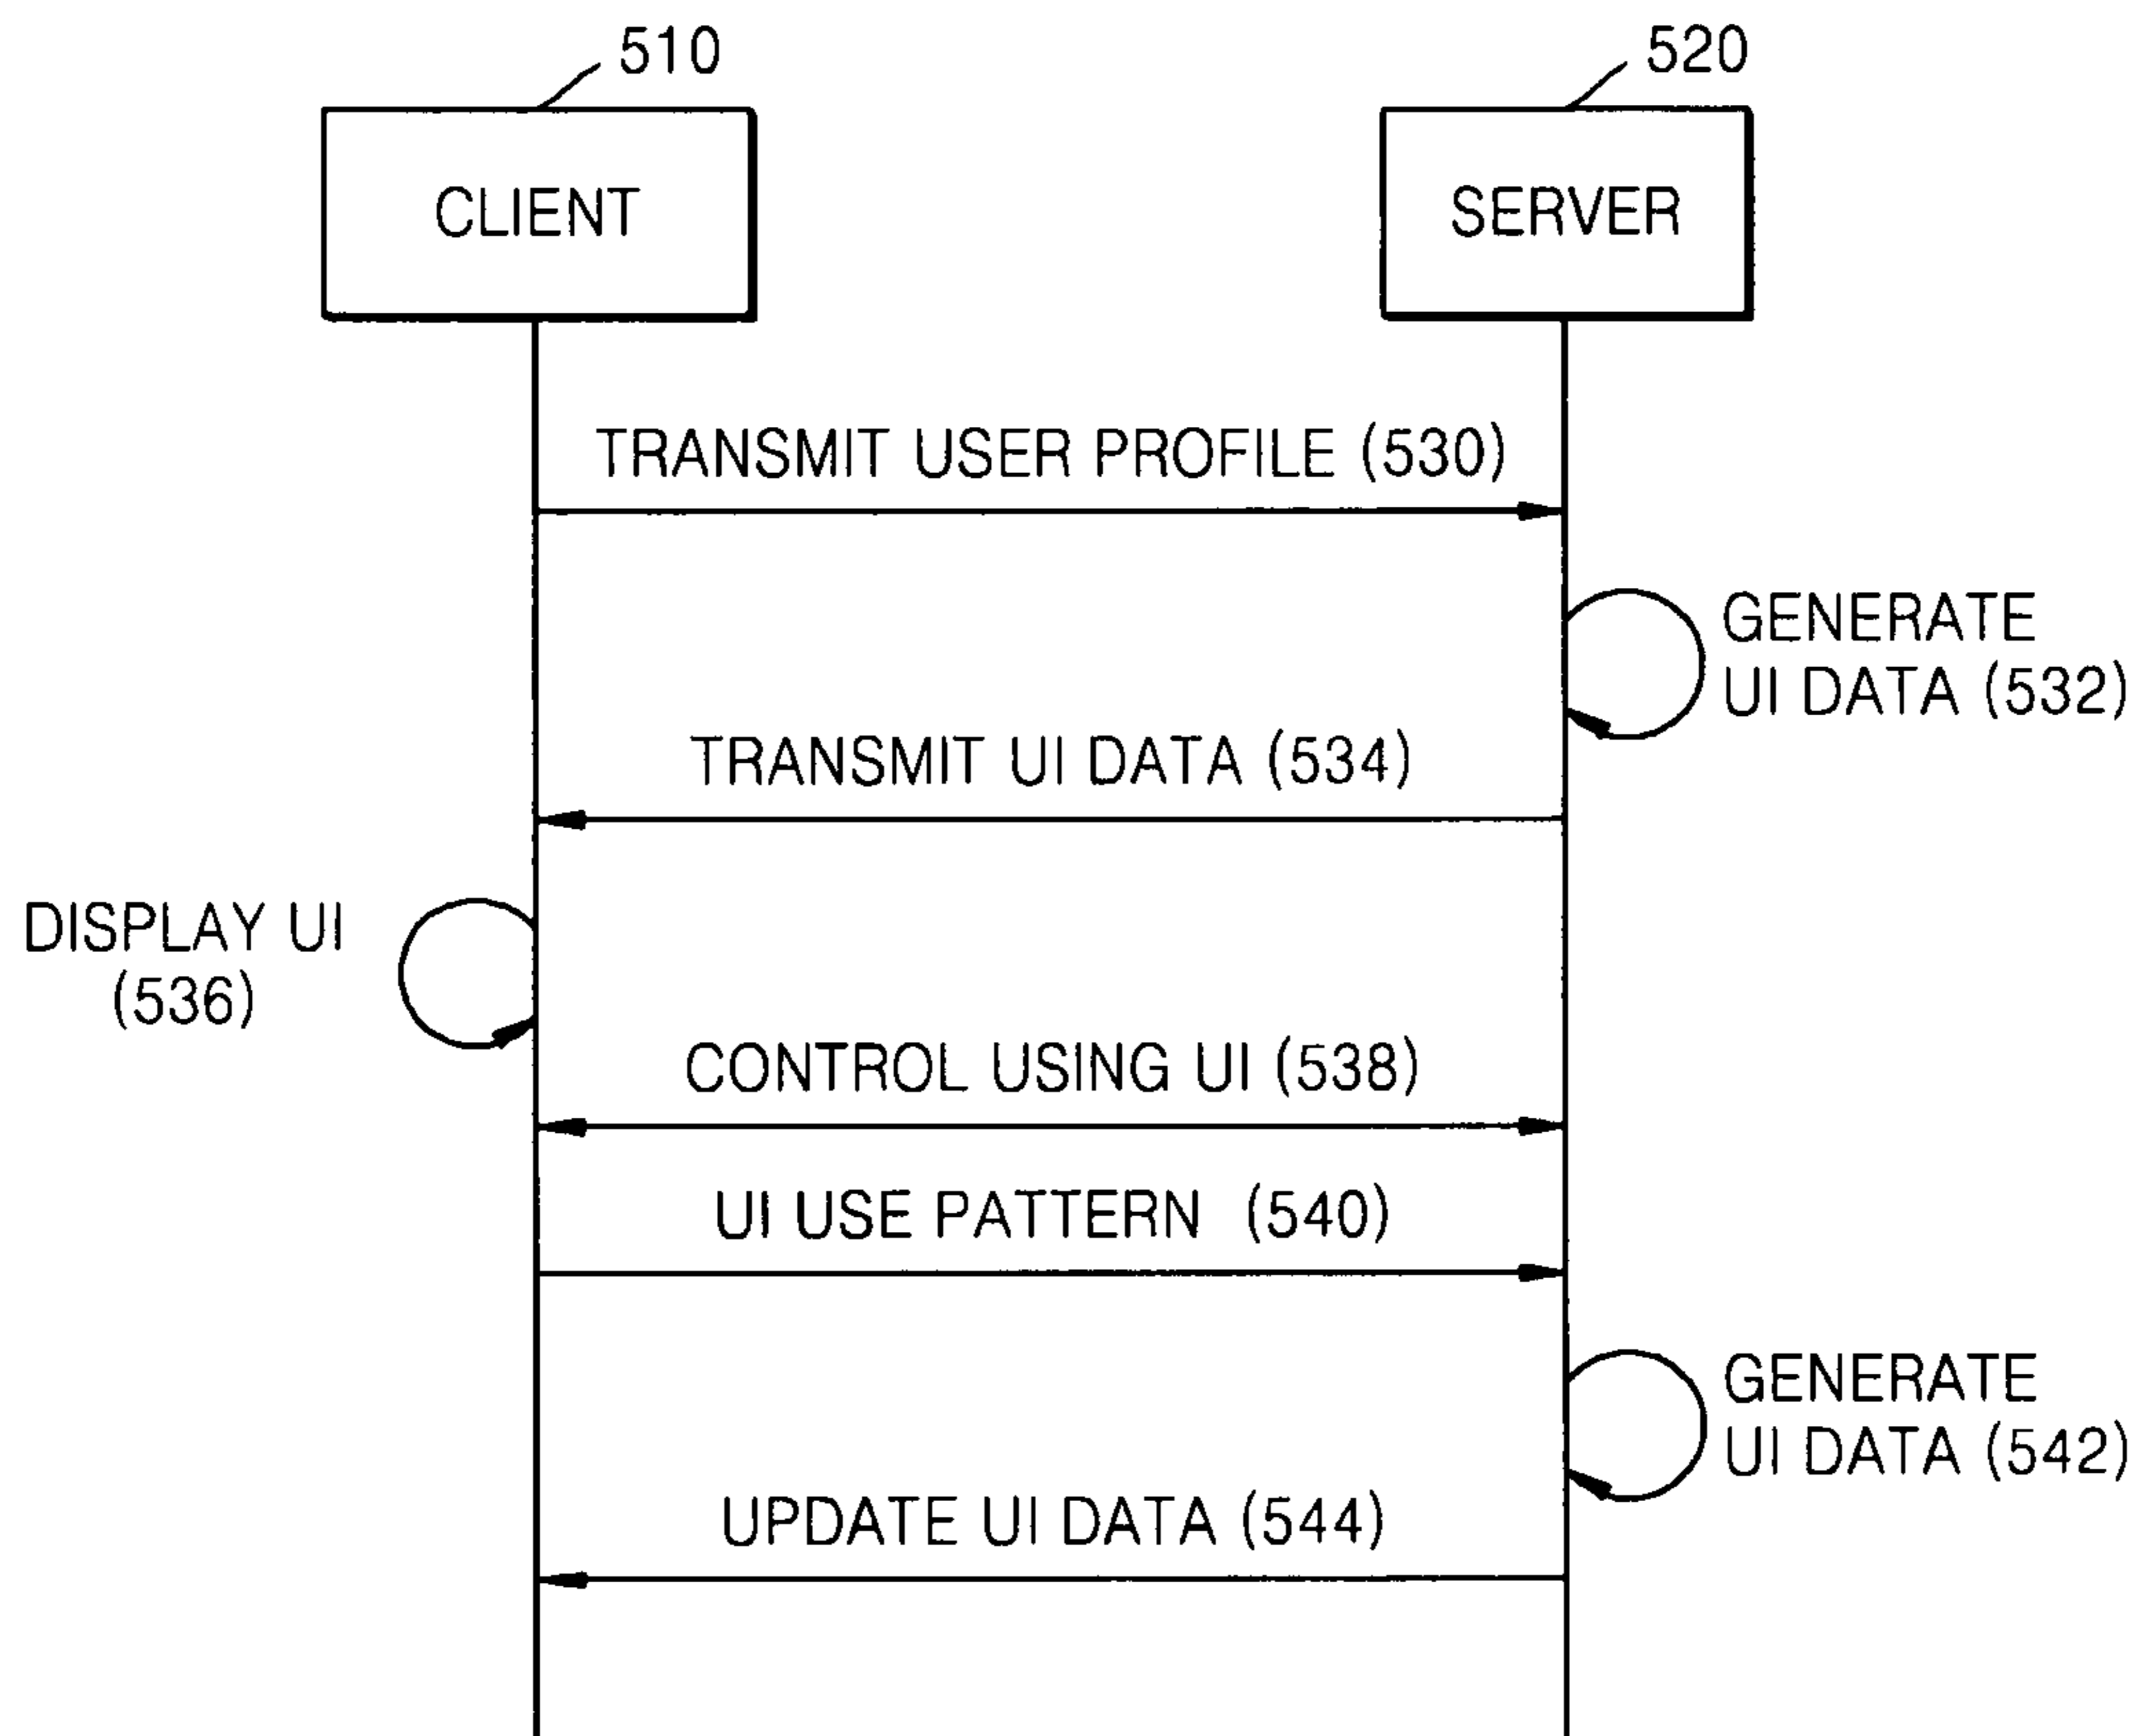 510
520
CLIENT
SERVER
TRANSMIT USER PROFILE (530)
GENERATE
UI DATA (532)
TRANSMIT UI DATA (534)
DISPLAY UI
(536)
CONTROL USING UI (538)
UI USE PATTERN (540)
GENERATE
UI DATA (542)
UPDATE UI DATA (544)